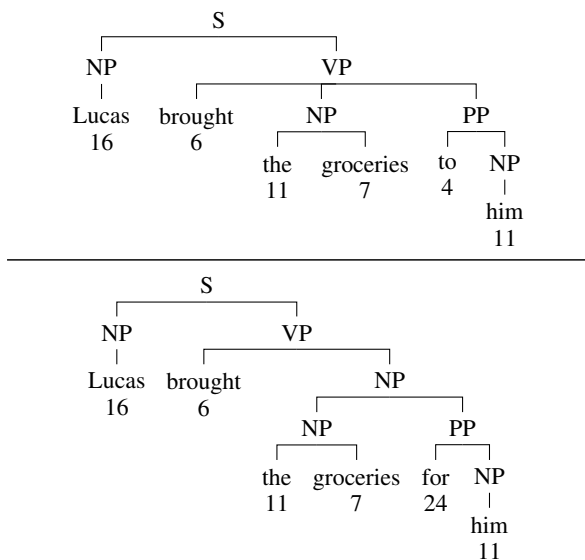 S
NP VP
Lucas brought NP PP
16 6 the groceries to NP
11 7 4 him
11
S
NP VP
Lucas brought NP
16 6 NP PP
the groceries for NP
11 7 24 him
11